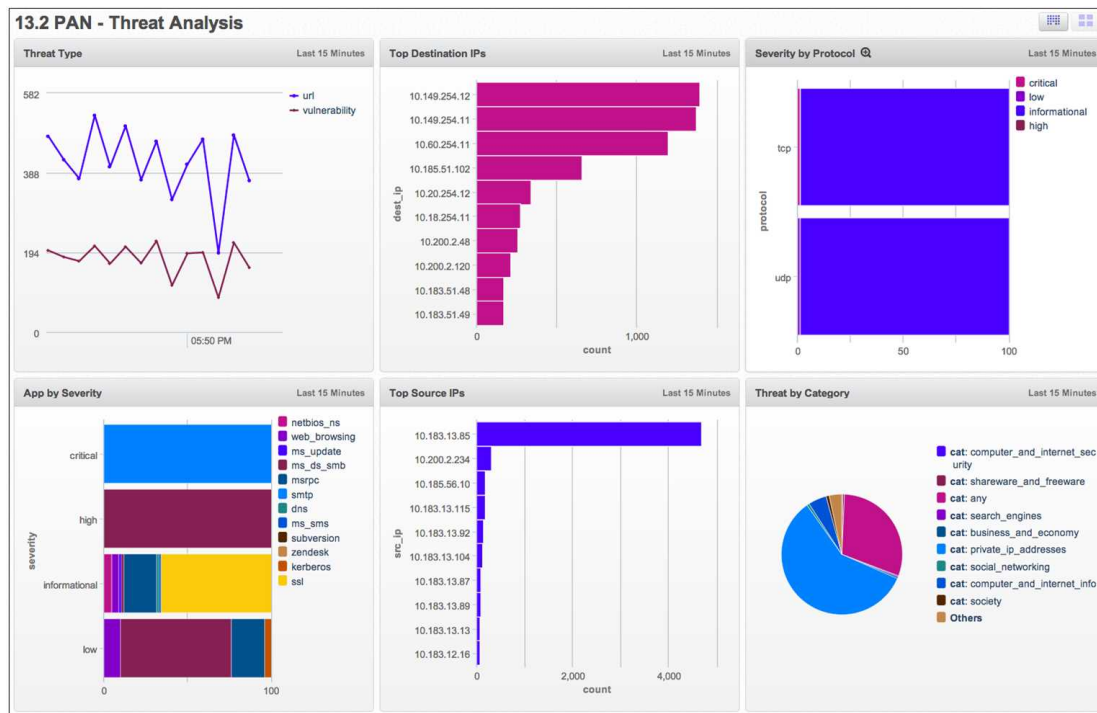 13.2 PAN - Threat Analysis
Threat Type
Last 15 Minutes
url
vulnerability
582
388
194
0
05:50 PM
Top Destination IPs
Last 15 Minutes
dest_ip
10.149.254.12
10.149.254.11
10.60.254.11
10.185.51.102
10.20.254.12
10.18.254.11
10.200.2.48
10.200.2.120
10.183.51.48
10.183.51.49
0
1,000
count
Severity by Protocol
Last 15 Minutes
critical
low
informational
high
protocol
tcp
udp
0
50
100
App by Severity
Last 15 Minutes
netbios_ns
web_browsing
ms_update
ms_ds_smb
msrpc
smtp
dns
ms_sms
subversion
zendesk
kerberos
ssl
severity
critical
high
informational
low
0
100
Top Source IPs
Last 15 Minutes
src_ip
10.183.13.85
10.200.2.234
10.185.56.10
10.183.13.115
10.183.13.92
10.183.13.104
10.183.13.87
10.183.13.89
10.183.13.13
10.183.12.16
0
2,000
4,000
count
Threat by Category
Last 15 Minutes
cat: computer_and_internet_sec
urity
cat: shareware_and_freeware
cat: any
cat: search_engines
cat: business_and_economy
cat: private_ip_addresses
cat: social_networking
cat: computer_and_internet_info
cat: society
Others